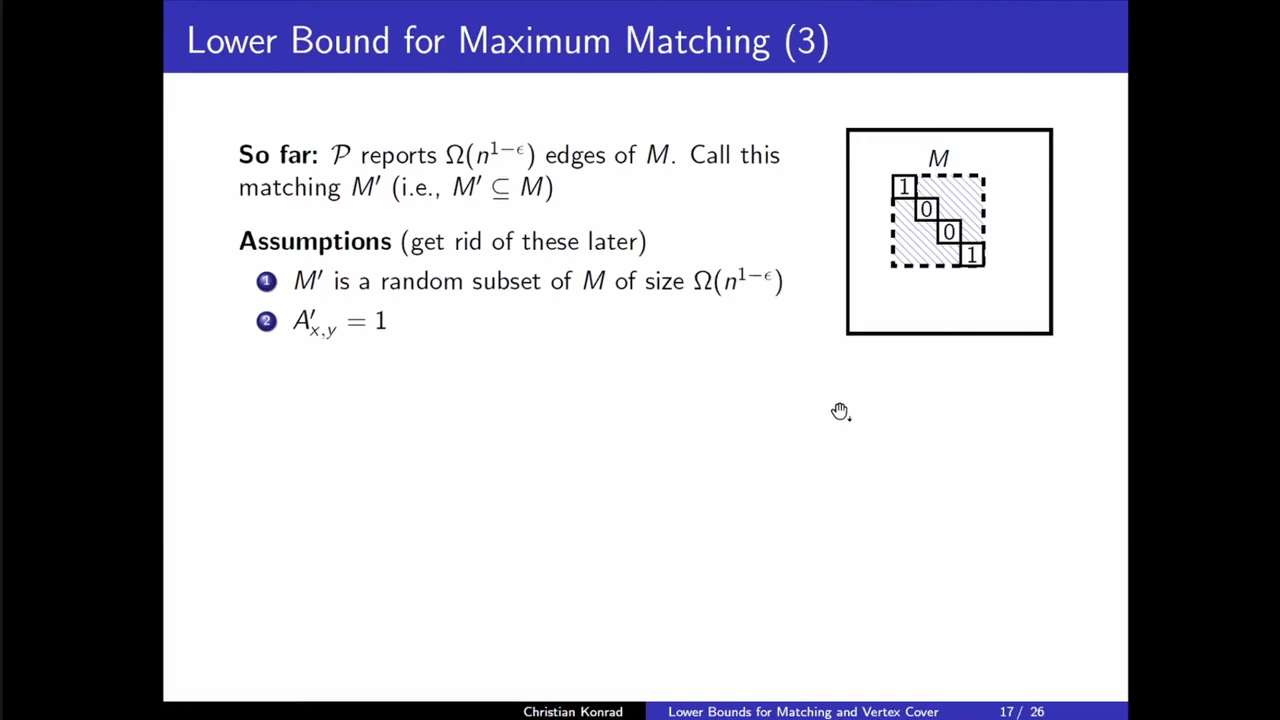 Lower Bound for Maximum Matching (3)
So far: 𝒫 reports Ω(n^{1−ϵ}) edges of M. Call this
matching M′ (i.e., M′ ⊆ M)
Assumptions (get rid of these later)
1 M′ is a random subset of M of size Ω(n^{1−ϵ})
2 A′_{x,y} = 1
M
1
0
0
1
Christian Konrad Lower Bounds for Matching and Vertex Cover 17 / 26